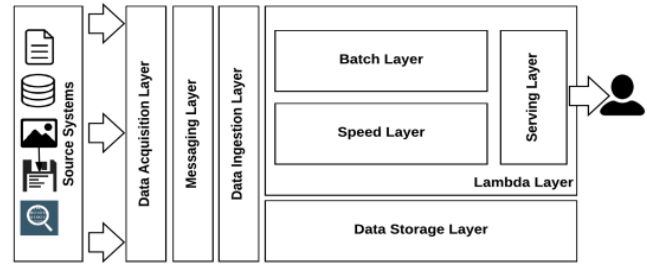 Source Systems
Data Acquisition Layer
Messaging Layer
Data Ingestion Layer
Batch Layer
Speed Layer
Serving Layer
Lambda Layer
Data Storage Layer